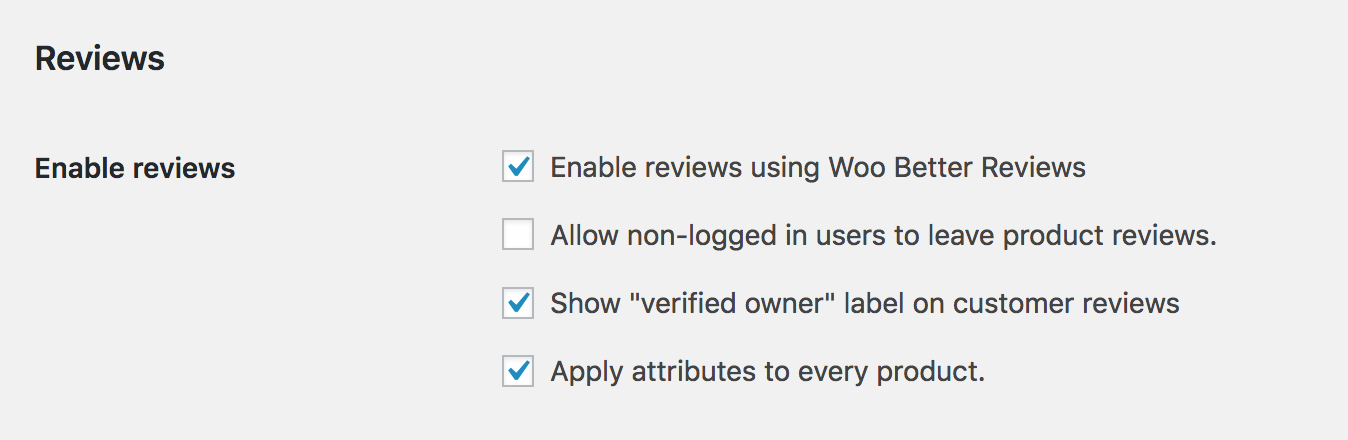 Reviews
Enable reviews
Enable reviews using Woo Better Reviews
Allow non-logged in users to leave product reviews.
Show "verified owner" label on customer reviews
Apply attributes to every product.